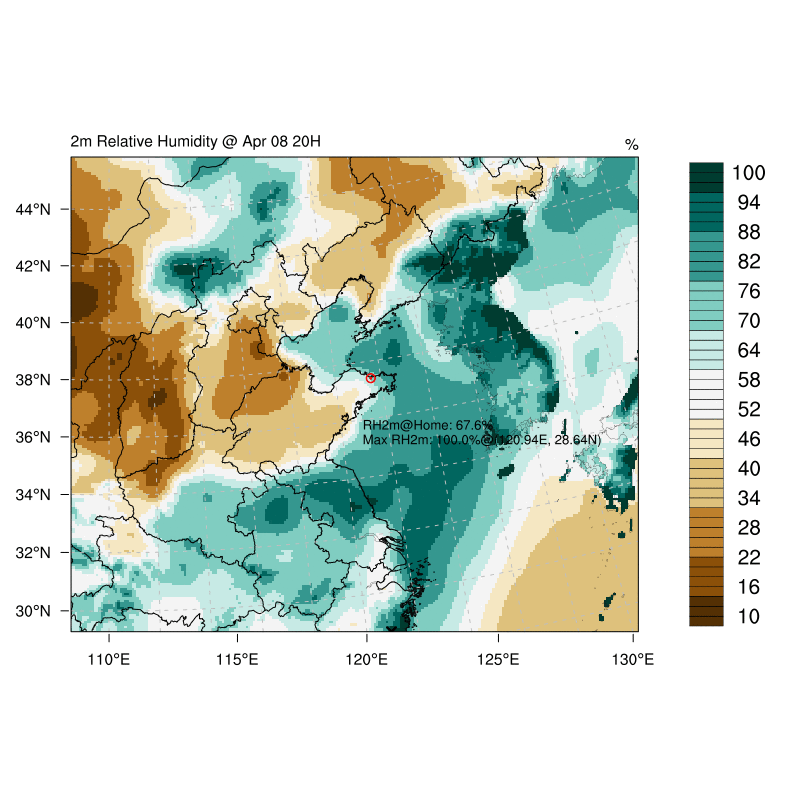 2m Relative Humidity @ Apr 08 20H
%
44°N
42°N
40°N
38°N
36°N
34°N
32°N
30°N
110°E
115°E
120°E
125°E
130°E
RH2m@Home: 67.6%
Max RH2m: 100.0%@(120.94E, 28.64N)
100
94
88
82
76
70
64
58
52
46
40
34
28
22
16
10